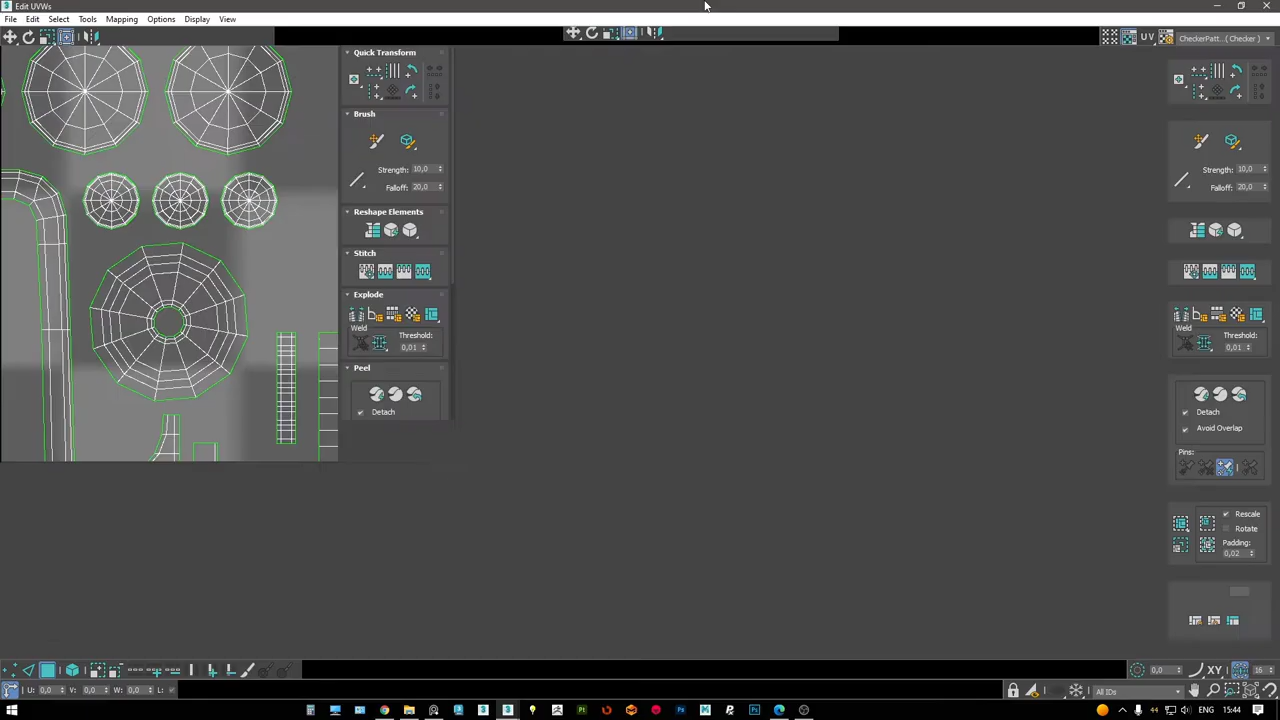 Edit UVWs
File Edit Select Tools Mapping Options Display View
UV CheckerPatt...( Checker )
Quick Transform
Brush
Strength: 10,0
Falloff: 20,0
Strength: 10,0
Falloff: 20,0
Reshape Elements
Stitch
Explode
Weld
Threshold:
0,01
Weld
Threshold:
0,01
Peel
Detach
Detach
Avoid Overlap
Pins:
Rescale
Rotate
Padding:
0,02
0,0 XY 16
U: 0,0 V: 0,0 W: 0,0 L: All IDs
ENG 15:44